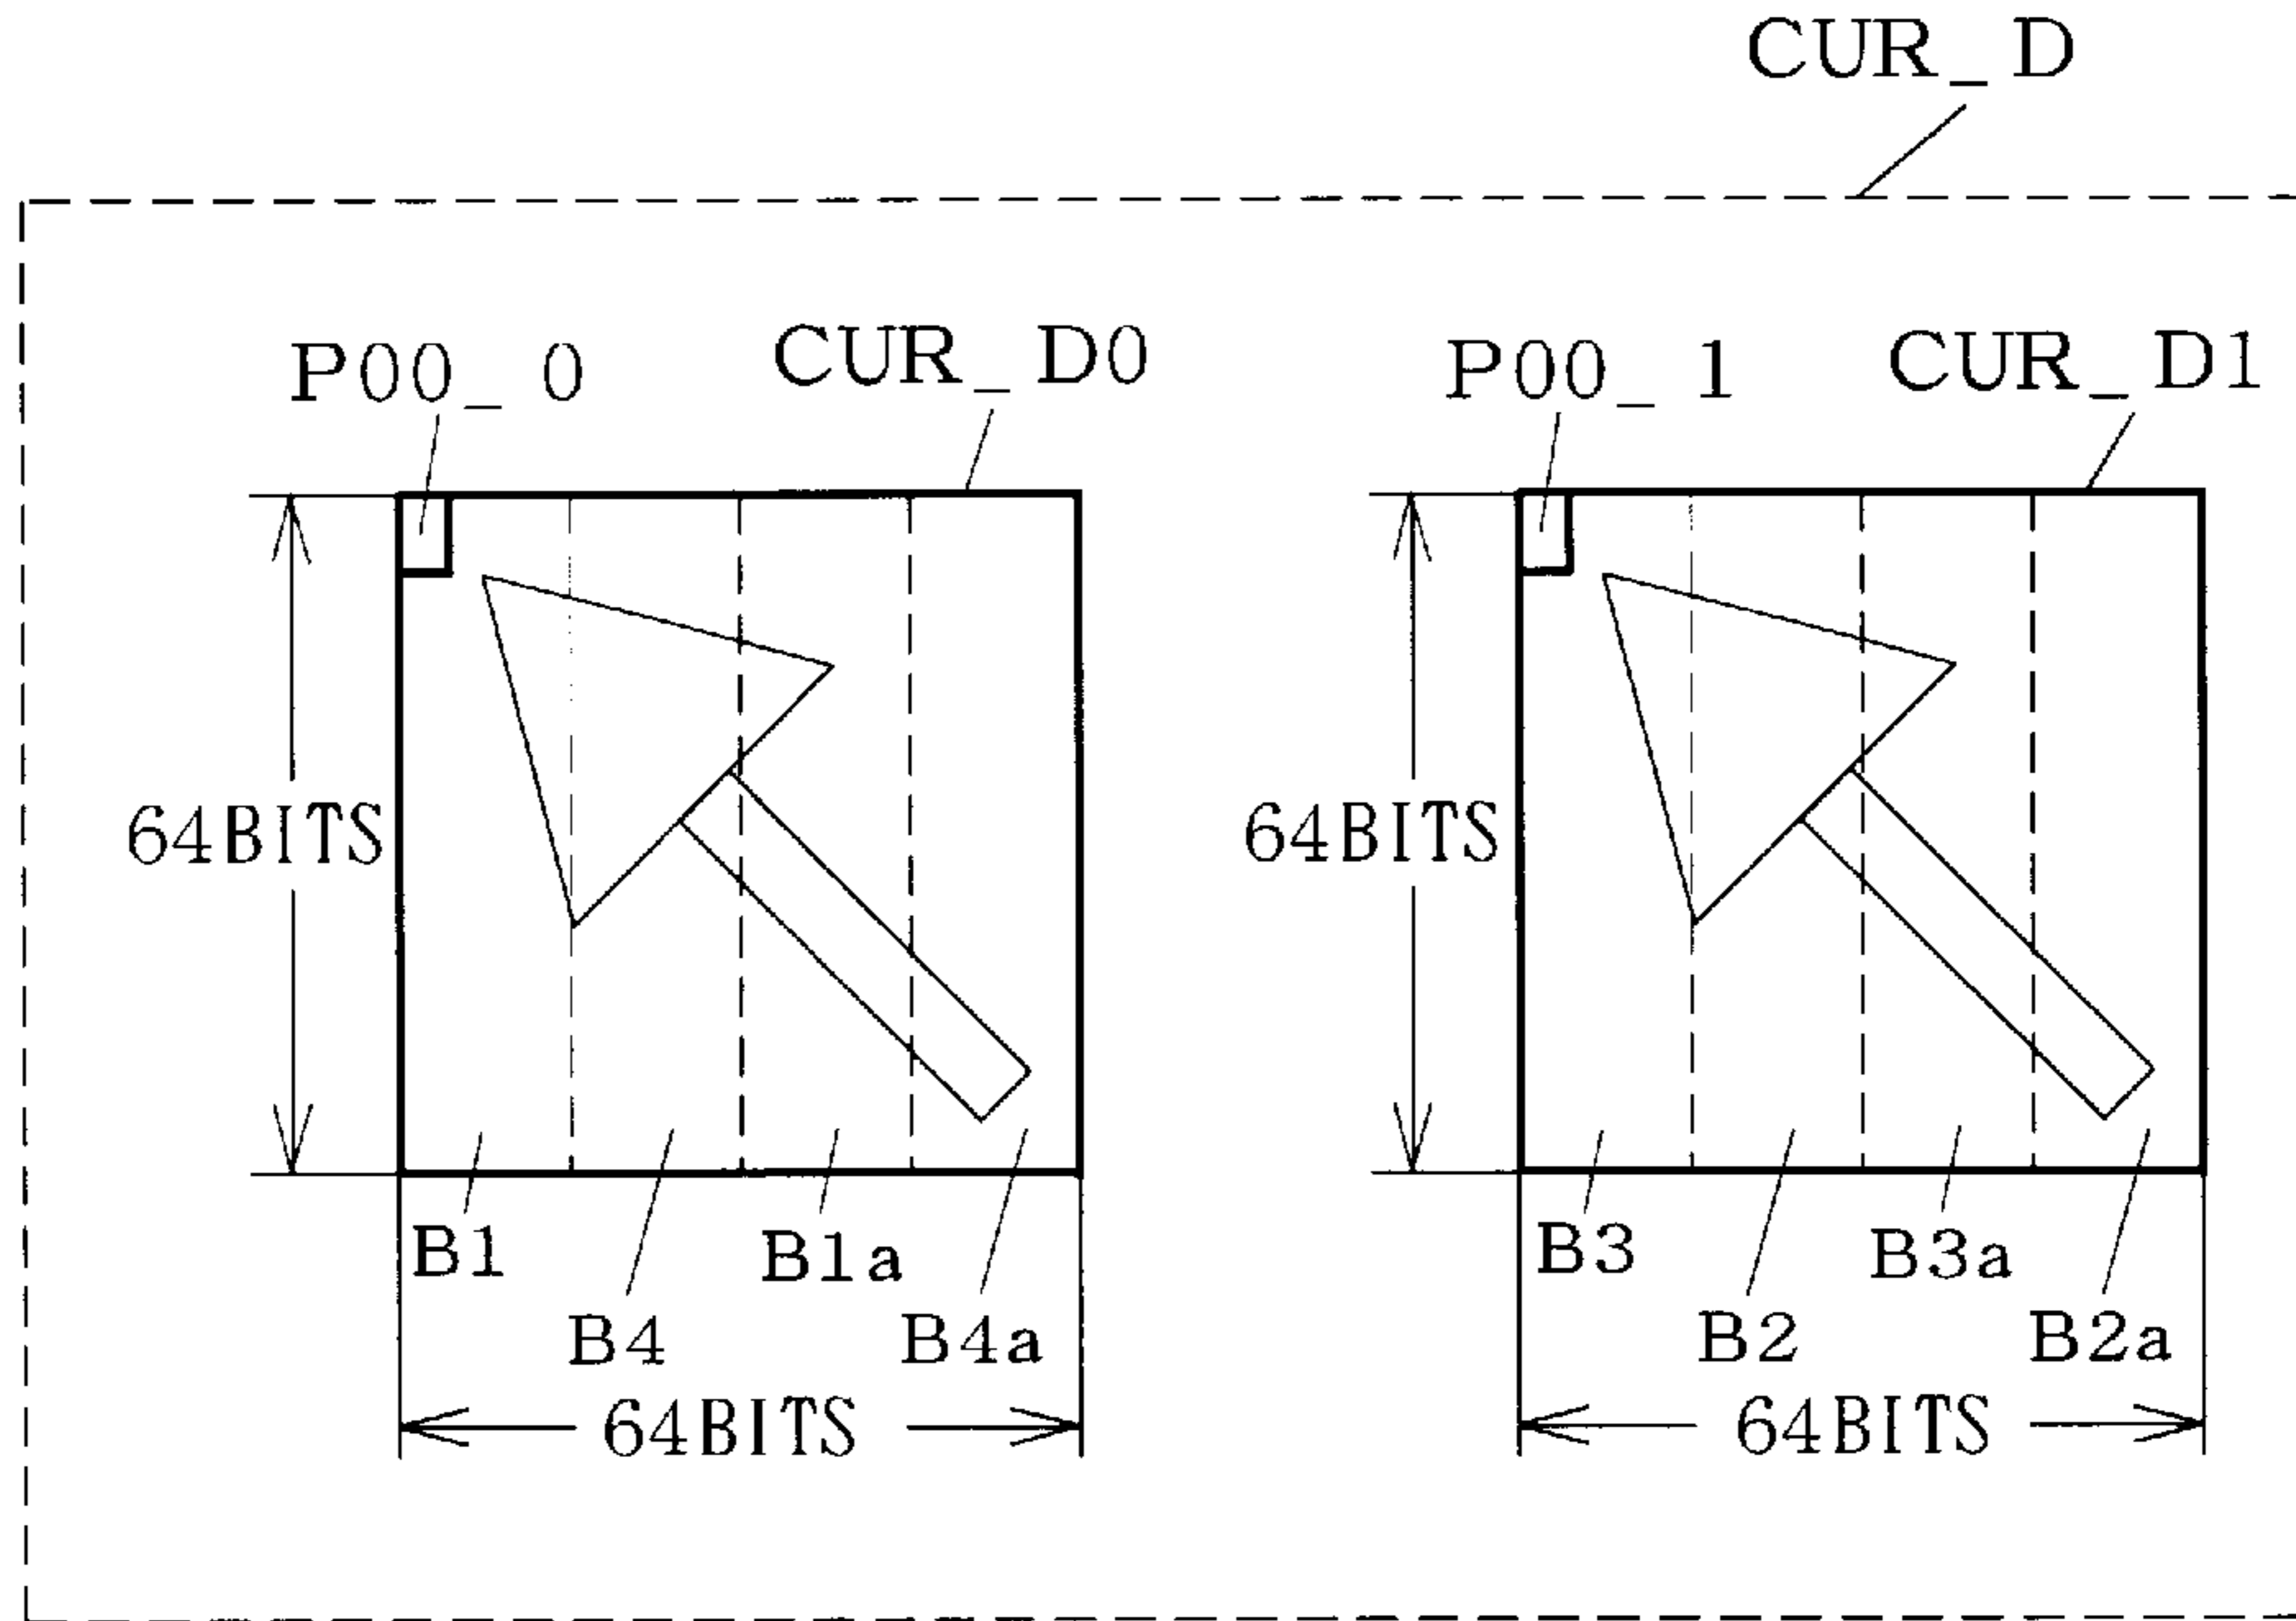 CUR_D
P00_0 CUR_D0 P00_1 CUR_D1
64BITS 64BITS
B1 B1a B3 B3a
B4 B4a B2 B2a
64BITS 64BITS